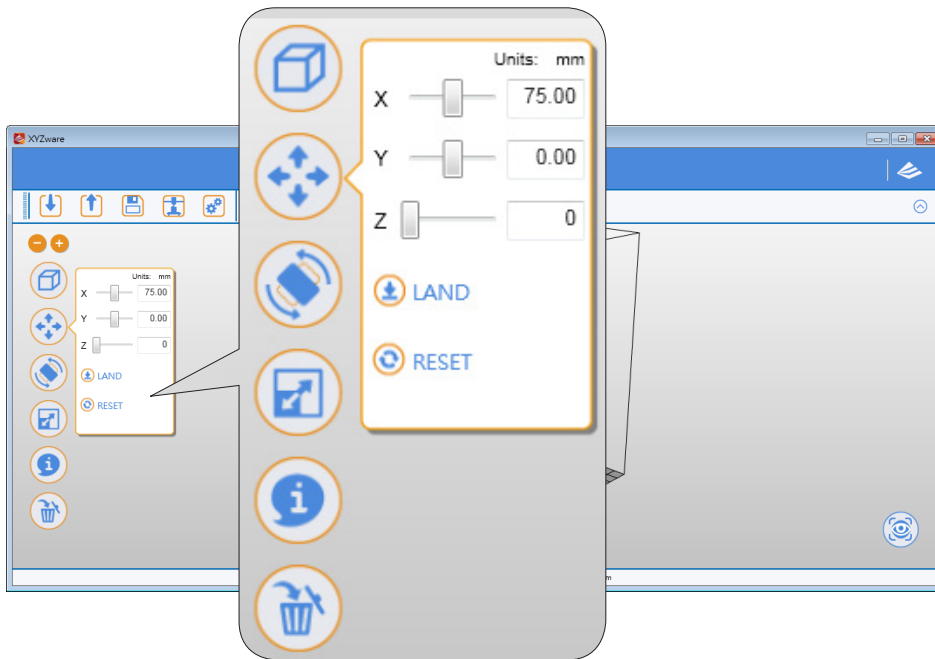 XYZware
Units: mm
X 75.00
Y 0.00
Z 0
LAND
RESET
Units: mm
X 75.00
Y 0.00
Z 0
LAND
RESET
m